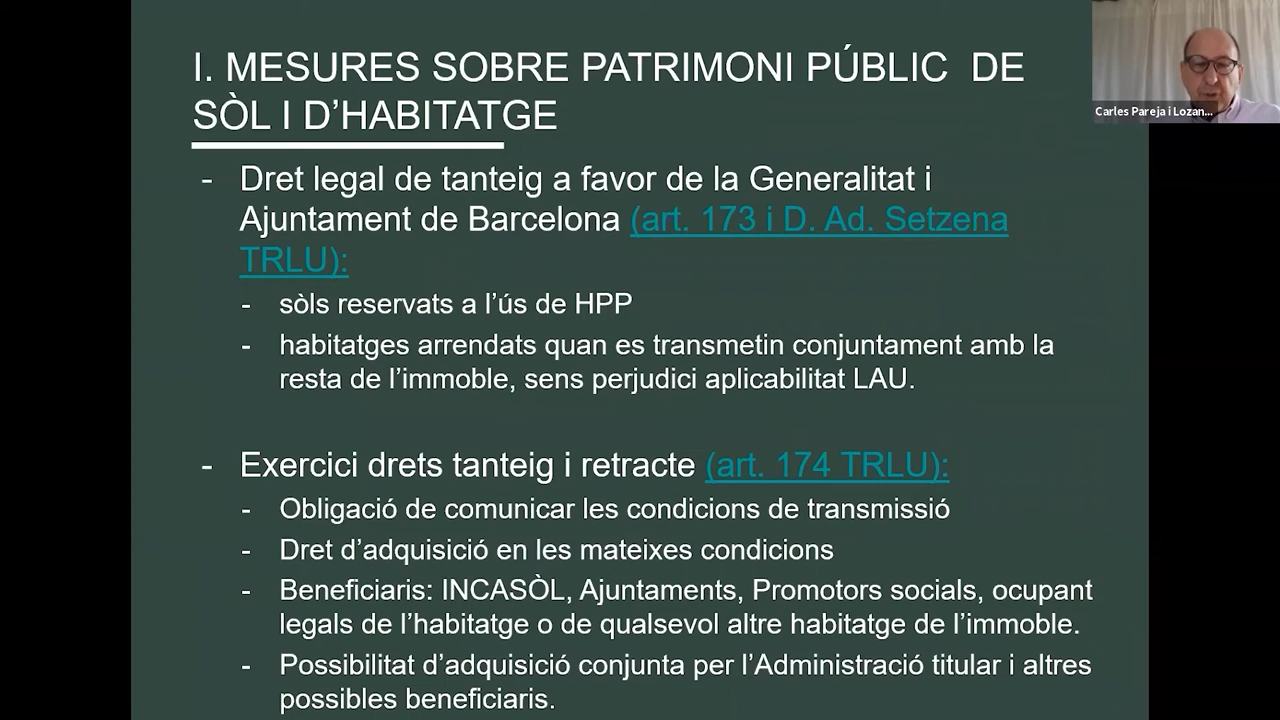 I. MESURES SOBRE PATRIMONI PÚBLIC  DE
SÒL I D’HABITATGE
Carles Pareja i Lozan...
- Dret legal de tanteig a favor de la Generalitat i
Ajuntament de Barcelona (art. 173 i D. Ad. Setzena
TRLU):
- sòls reservats a l’ús de HPP
- habitatges arrendats quan es transmetin conjuntament amb la
resta de l’immoble, sens perjudici aplicabilitat LAU.
- Exercici drets tanteig i retracte (art. 174 TRLU):
- Obligació de comunicar les condicions de transmissió
- Dret d’adquisició en les mateixes condicions
- Beneficiaris: INCASÒL, Ajuntaments, Promotors socials, ocupant
legals de l’habitatge o de qualsevol altre habitatge de l’immoble.
- Possibilitat d’adquisició conjunta per l’Administració titular i altres
possibles beneficiaris.